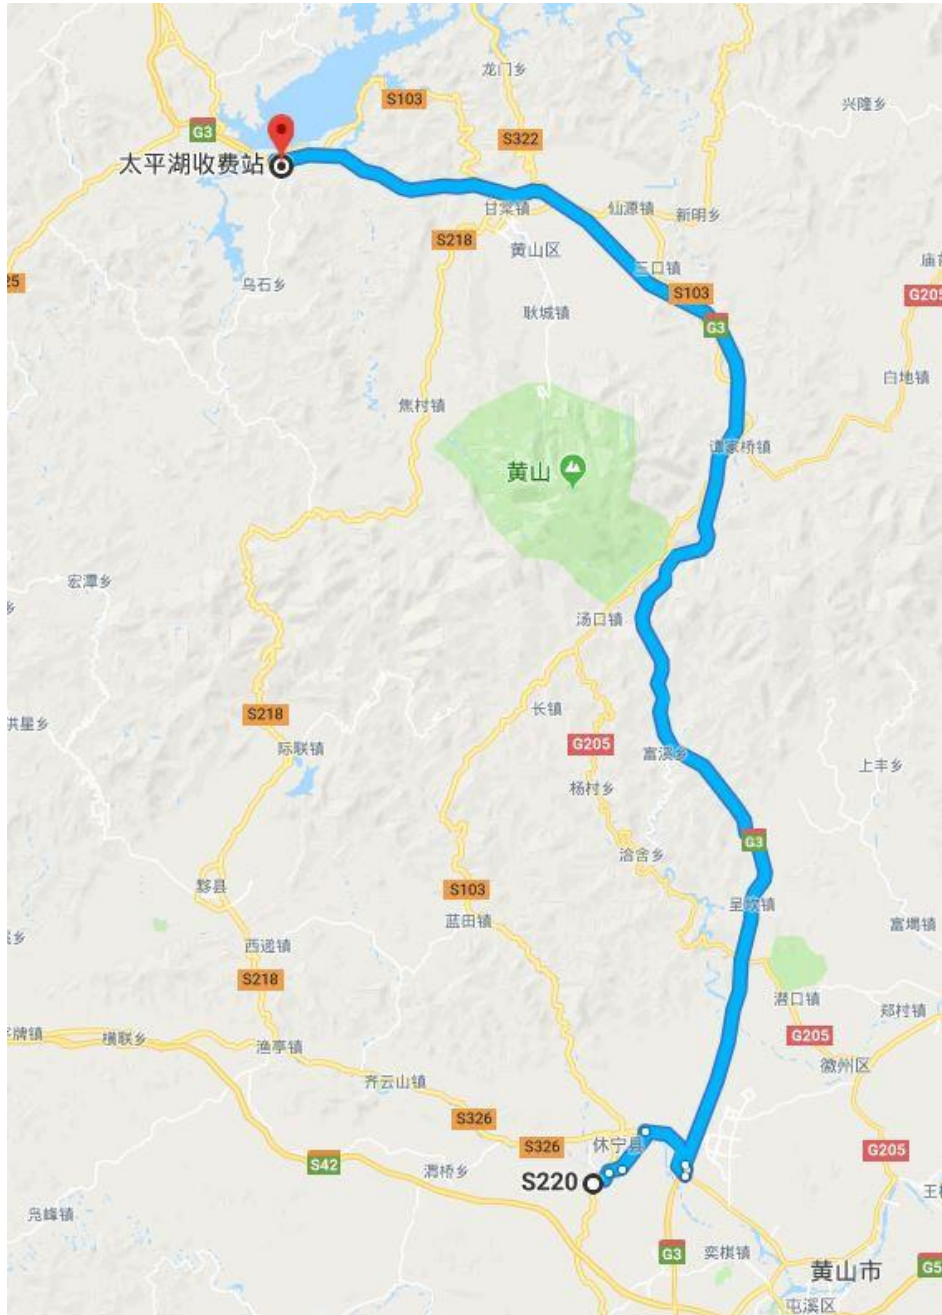 龙门乡
S103
兴隆乡
G3
S322
太平湖收费站
甘棠镇
仙源镇
新明乡
S218
黄山区
三口镇
25
乌石乡
S103
G205
耿城镇
G3
白地镇
焦村镇
谭家桥镇
黄山
宏潭乡
汤口镇
S218
长镇
洪星乡
际联镇
G205
富溪乡
上丰乡
杨村乡
G3
洽舍乡
黟县
S103
呈坎镇
蓝田镇
富堨镇
西递镇
S218
潜口镇
郑村镇
横联乡
渔亭镇
G205
徽州区
齐云山镇
S326
S326
休宁县
G205
S42
渭桥乡
S220
凫峰镇
G3
奕棋镇
黄山市
屯溪区